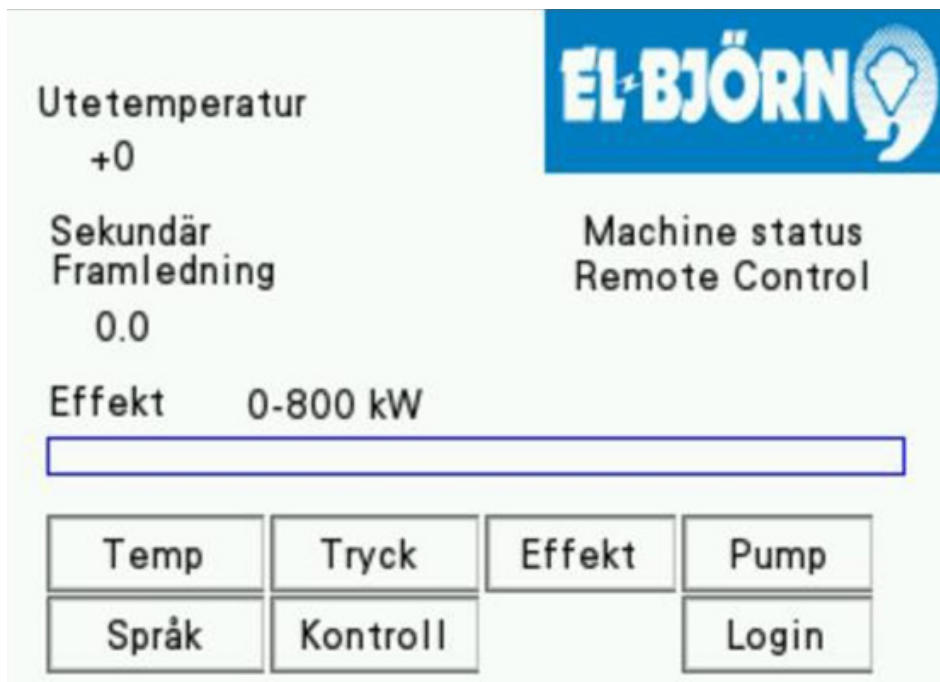 EL-BJÖRN
Utetemperatur
+0
Sekundär
Framledning
0.0
Machine status
Remote Control
Effekt 0-800 kW
Temp Tryck Effekt Pump
Språk Kontroll Login